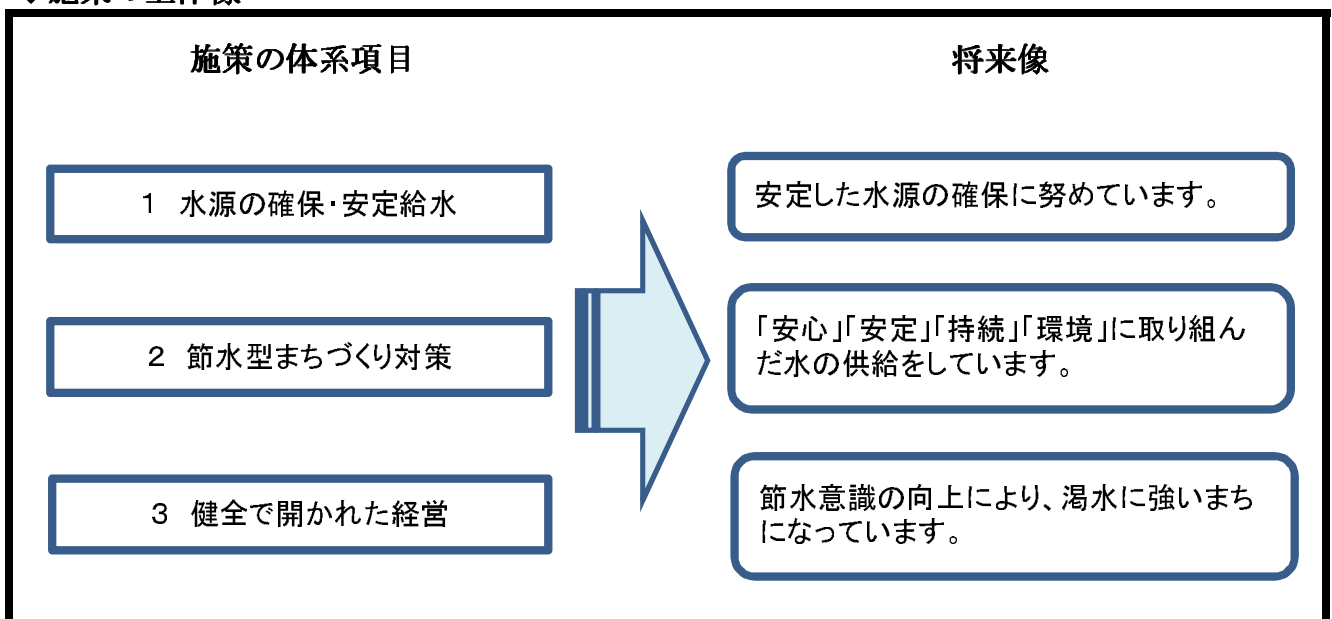 施策の体系項目
将来像
1 水源の確保・安定給水
2 節水型まちづくり対策
3 健全で開かれた経営
安定した水源の確保に努めています。
「安心」「安定」「持続」「環境」に取り組ん
だ水の供給をしています。
節水意識の向上により、渇水に強いまち
になっています。